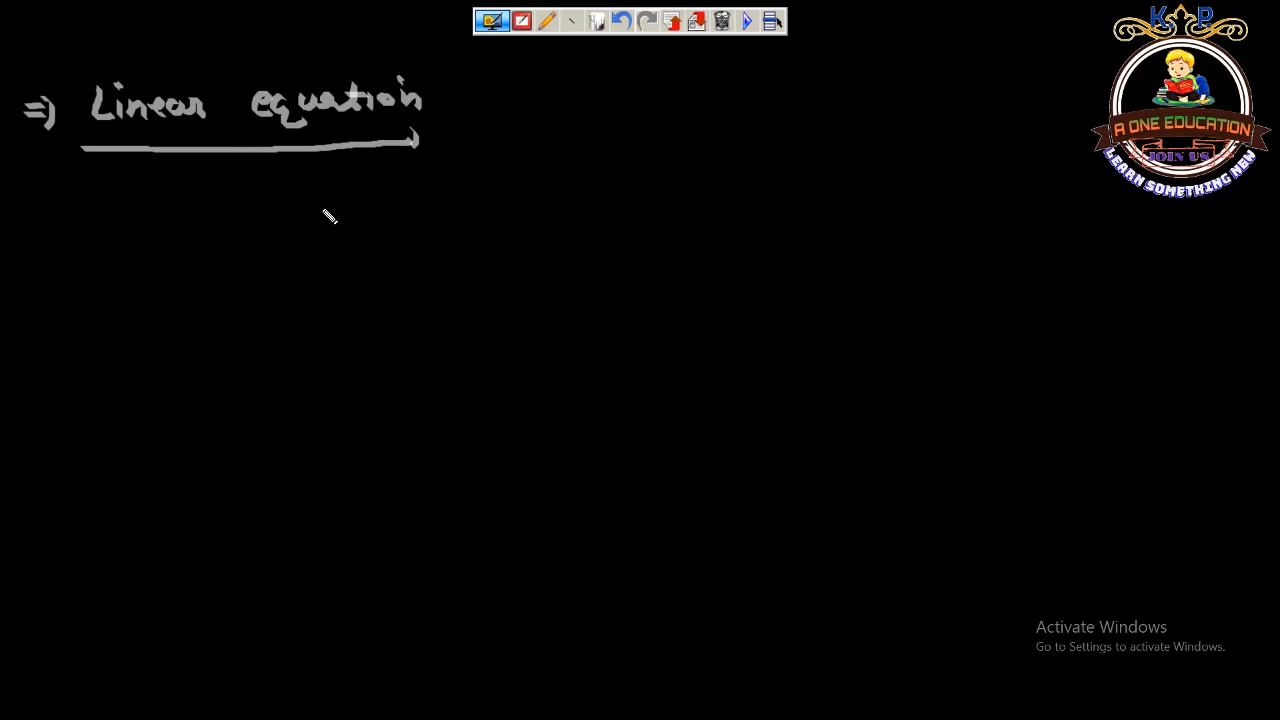 ⇒ Linear equation
K P
A ONE EDUCATION
JOIN US
LEARN SOMETHING NEW
Activate Windows
Go to Settings to activate Windows.